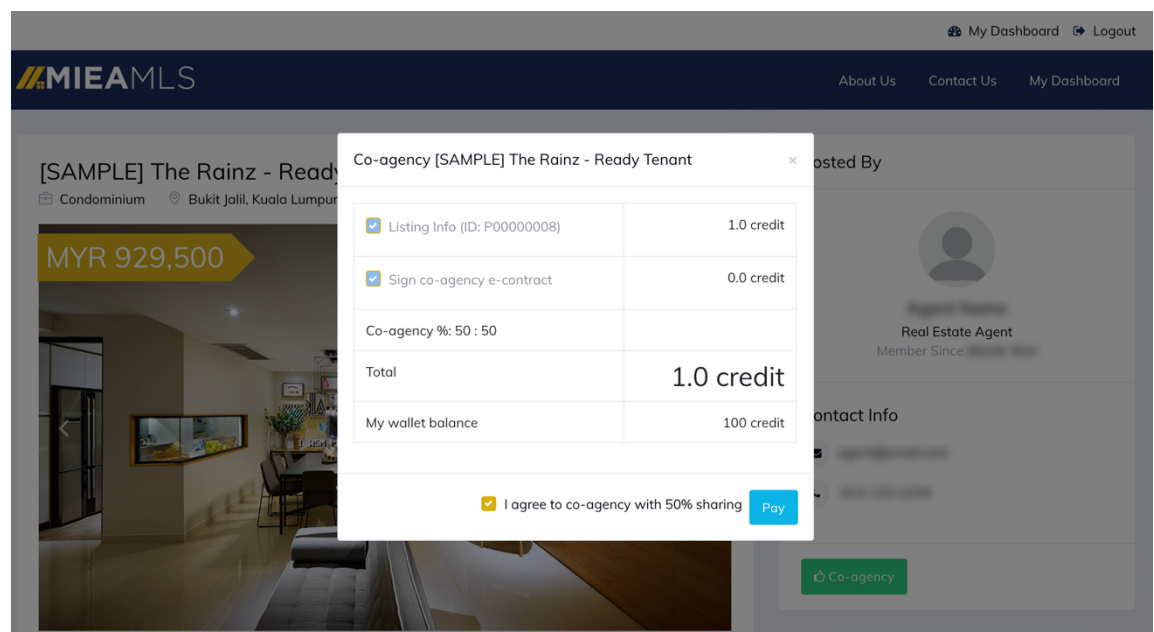 My Dashboard Logout
MIEAMLS
About Us Contact Us My Dashboard
[SAMPLE] The Rainz - Ready
Condominium Bukit Jalil, Kuala Lumpur
MYR 929,500
Co-agency [SAMPLE] The Rainz - Ready Tenant ×
Listing Info (ID: P00000008) 1.0 credit
Sign co-agency e-contract 0.0 credit
Co-agency %: 50 : 50
Total 1.0 credit
My wallet balance 100 credit
I agree to co-agency with 50% sharing Pay
osted By
Real Estate Agent
Member Since
ontact Info
Co-agency